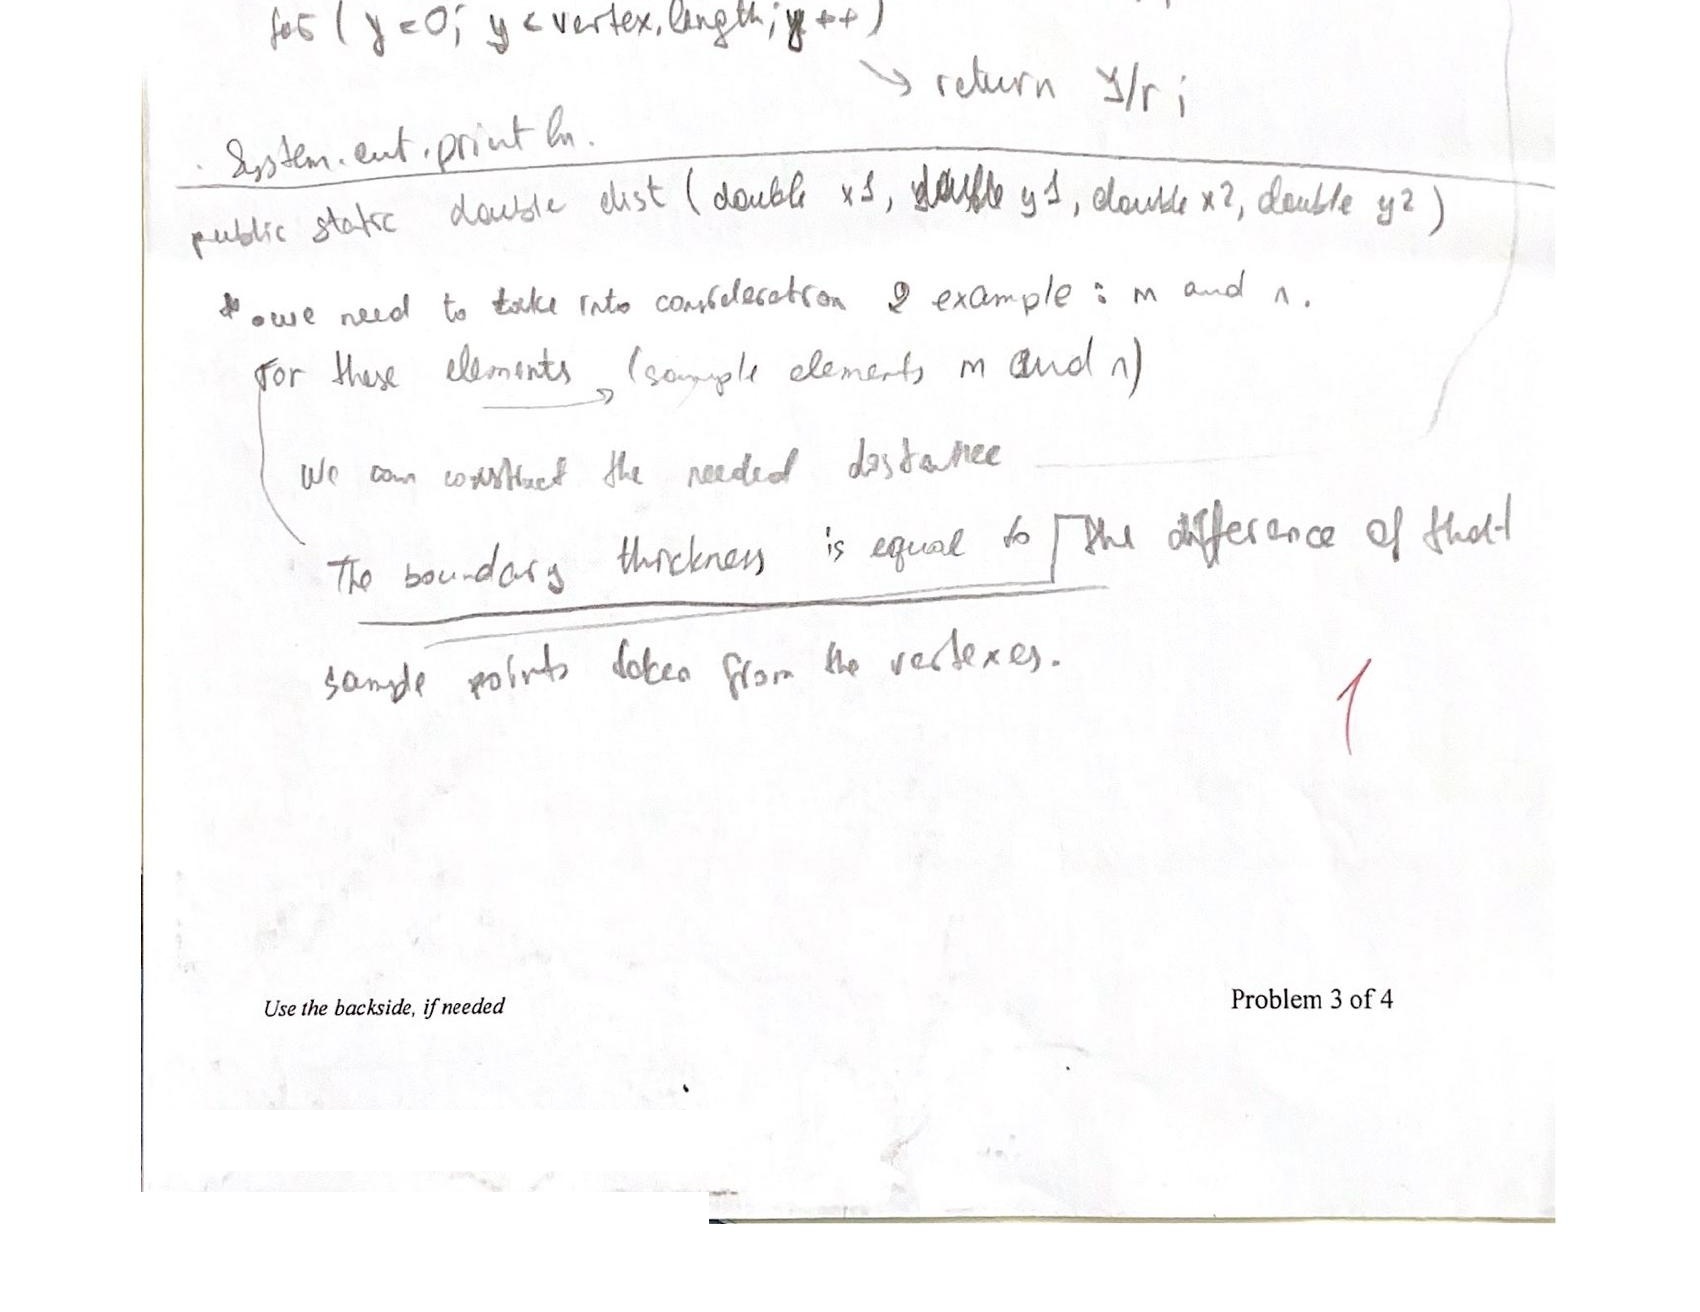 for ( y = 0; y < vertex.length; y ++ )
→ return y/r ;
. System.out.println.
public static double dist ( double x1, double y1, double x2, double y2 )
* we need to take into consideration 2 example : m and n .
For these elements → (sample elements m and n)
We can construct the needed distance
The boundary thickness is equal to the difference of that
sample points taken from the vertexes.
1
Use the backside, if needed
Problem 3 of 4